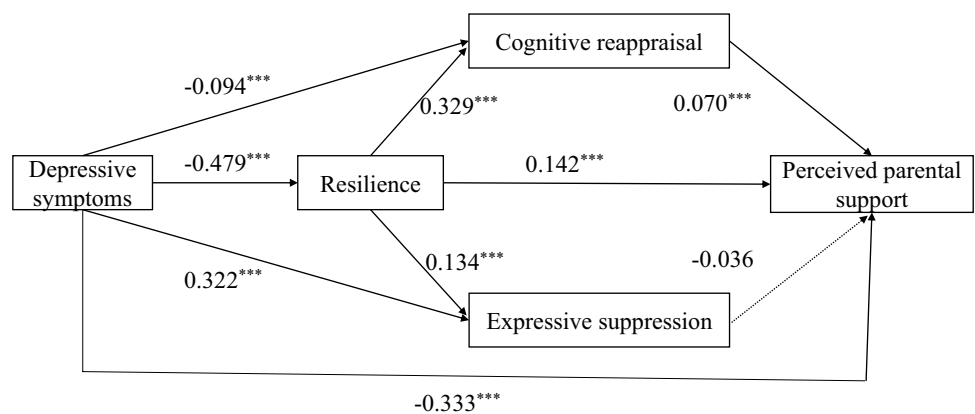 Cognitive reappraisal
-0.094***
0.329***
0.070***
Depressive
symptoms
-0.479***
Resilience
0.142***
Perceived parental
support
0.322***
0.134***
-0.036
Expressive suppression
-0.333***